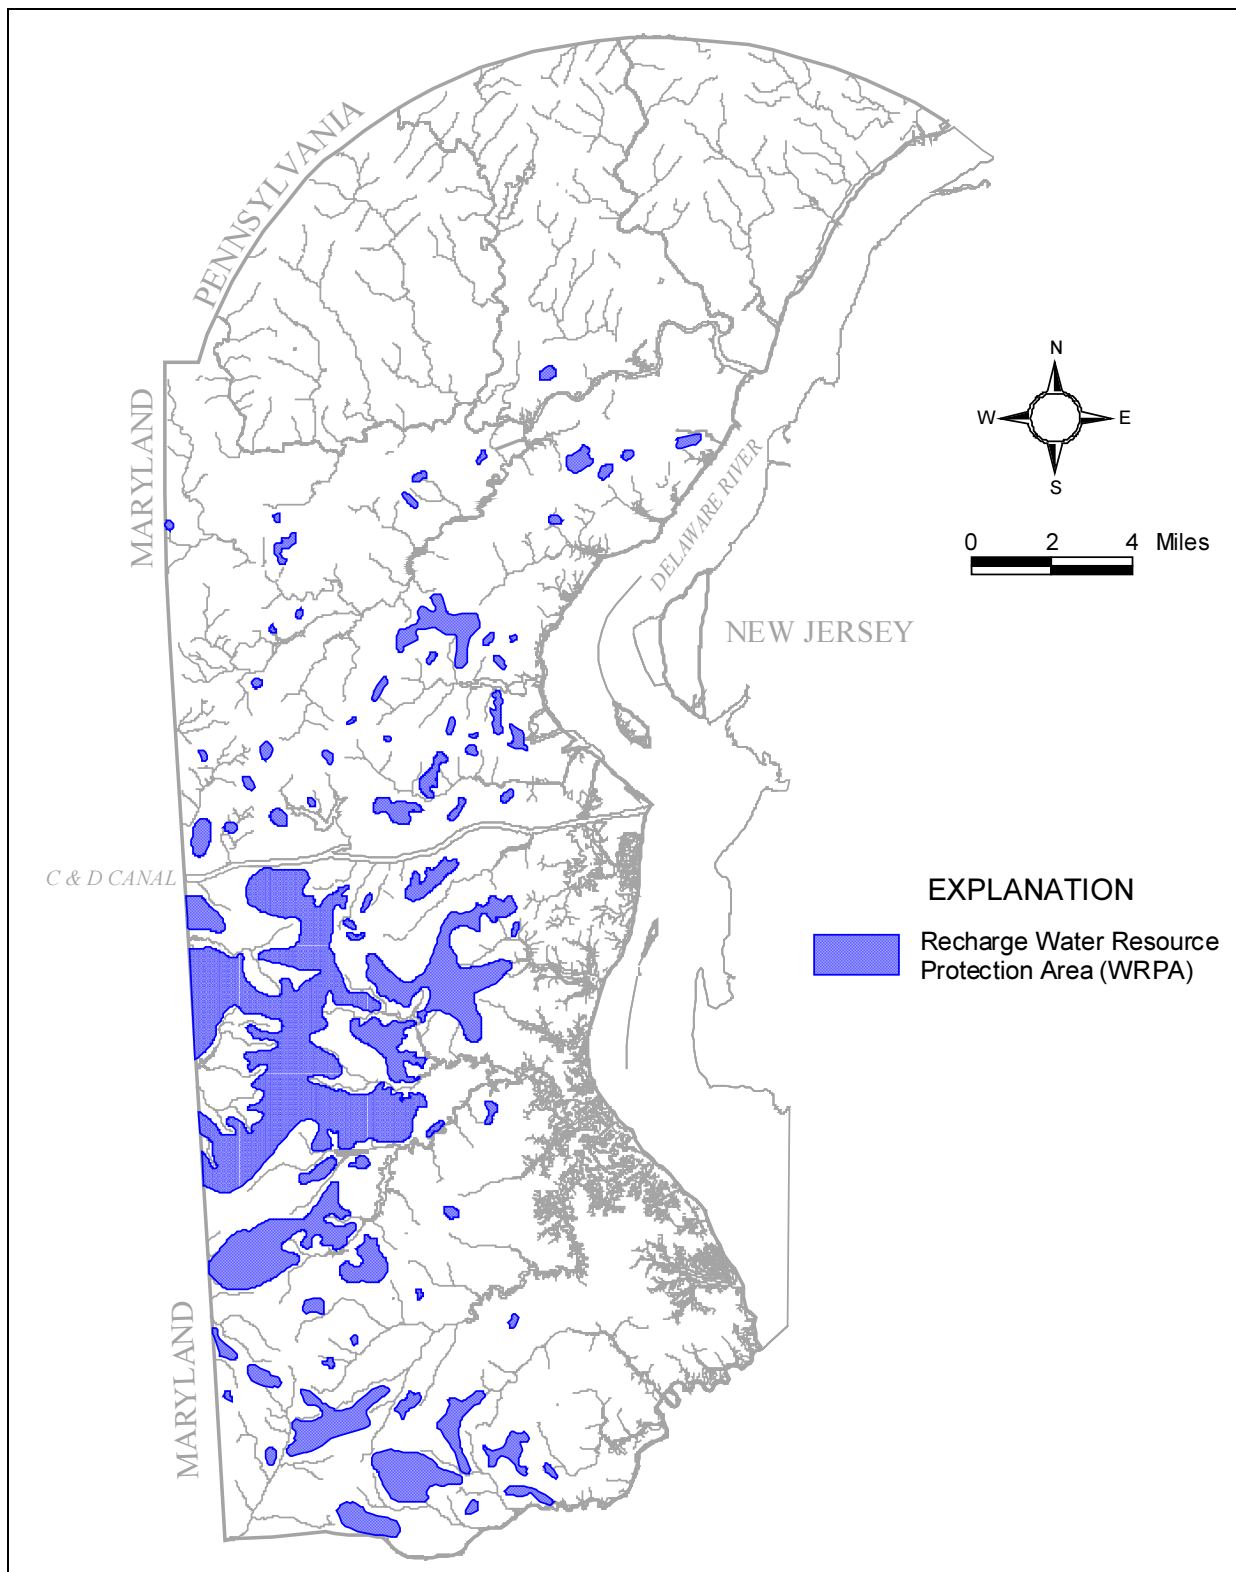 PENNSYLVANIA
N
W E
S
MARYLAND
DELAWARE RIVER
0 2 4 Miles
NEW JERSEY
C & D CANAL
EXPLANATION
Recharge Water Resource
Protection Area (WRPA)
MARYLAND